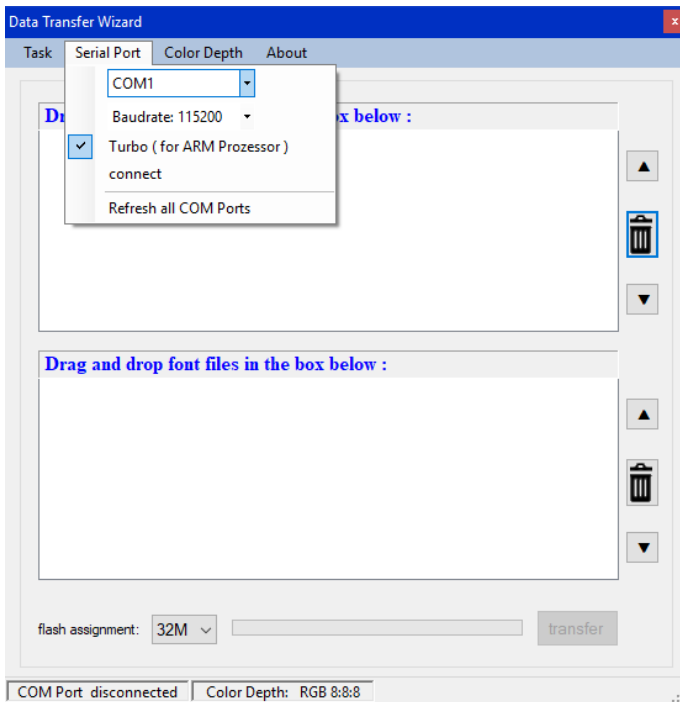 Data Transfer Wizard
x
Task Serial Port Color Depth About
COM1
Baudrate: 115200
Turbo ( for ARM Prozessor )
connect
Refresh all COM Ports
Dr x below :
Drag and drop font files in the box below :
flash assignment: 32M transfer
COM Port disconnected Color Depth: RGB 8:8:8